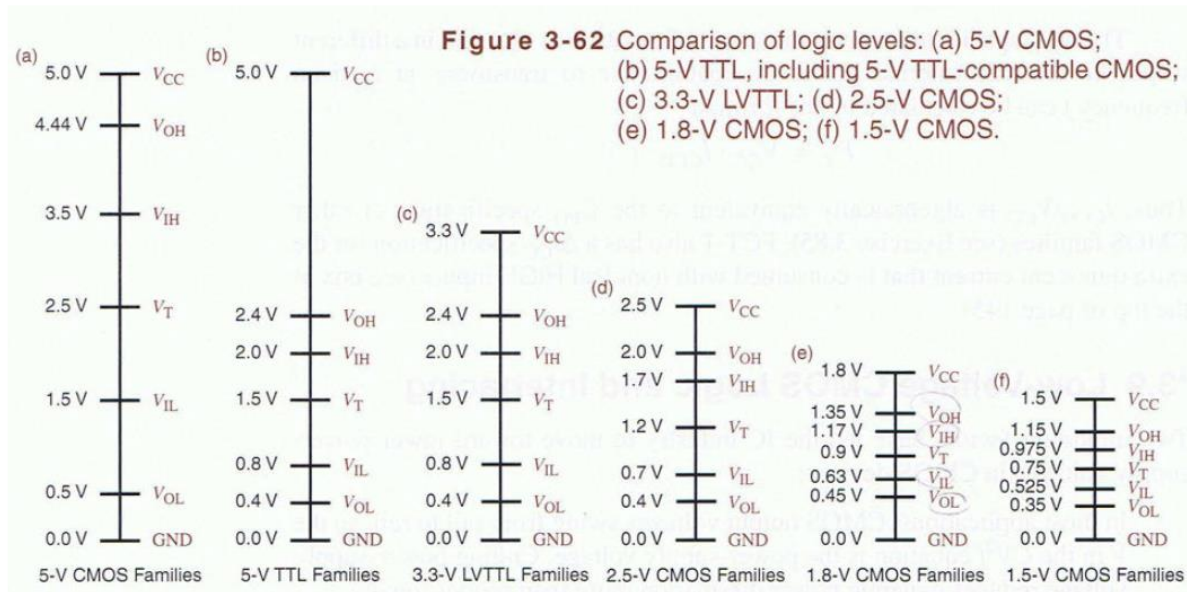 Figure 3-62 Comparison of logic levels: (a) 5-V CMOS;
(b) 5-V TTL, including 5-V TTL-compatible CMOS;
(c) 3.3-V LVTTL; (d) 2.5-V CMOS;
(e) 1.8-V CMOS; (f) 1.5-V CMOS.
(a)
5.0 V VCC
4.44 V VOH
3.5 V VIH
2.5 V VT
1.5 V VIL
0.5 V VOL
0.0 V GND
5-V CMOS Families
(b)
5.0 V VCC
2.4 V VOH
2.0 V VIH
1.5 V VT
0.8 V VIL
0.4 V VOL
0.0 V GND
5-V TTL Families
(c)
3.3 V VCC
2.4 V VOH
2.0 V VIH
1.5 V VT
0.8 V VIL
0.4 V VOL
0.0 V GND
3.3-V LVTTL Families
(d)
2.5 V VCC
2.0 V VOH
1.7 V VIH
1.2 V VT
0.7 V VIL
0.4 V VOL
0.0 V GND
2.5-V CMOS Families
(e)
1.8 V VCC
1.35 V VOH
1.17 V VIH
0.9 V VT
0.63 V VIL
0.45 V VOL
0.0 V GND
1.8-V CMOS Families
(f)
1.5 V VCC
1.15 V VOH
0.975 V VIH
0.75 V VT
0.525 V VIL
0.35 V VOL
0.0 V GND
1.5-V CMOS Families
*3.9 Low-Voltage CMOS Logic and Interfacing